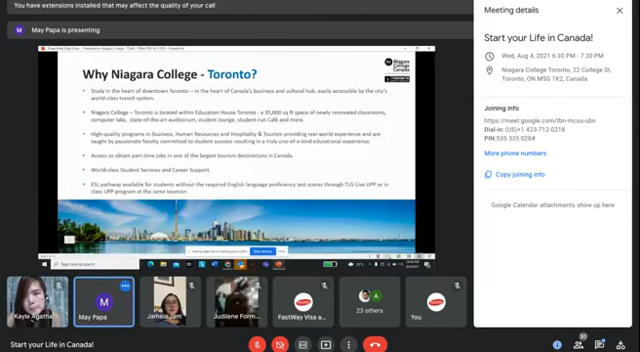 You have extensions installed that may affect the quality of your call
M May Papa is presenting
Why Niagara College - Toronto?
Niagara
College
Canada
TORONTO
• Study in the heart of downtown Toronto – in the heart of Canada's business and cultural hub, easily accessible by the city's
world-class transit system.
• Niagara College – Toronto is located within Education House Toronto - a 35,000 sq ft space of newly renovated classrooms,
computer labs, state-of-the-art auditorium, student lounge, student-run Café and more.
• High-quality programs in Business, Human Resources and Hospitality & Tourism providing real-world experience and are
taught by passionate faculty committed to student success resulting in a truly one-of-a-kind educational experience.
• Access to obtain part-time jobs in one of the largest tourism destinations in Canada.
• World-class Student Services and Career Support.
• ESL pathway available for students without the required English language proficiency test scores through TLG Live UPP or in
class UPP program at the same location.
Stop sharing
Type here to search
Kayle Agatha...
M
May Papa
Jamela Jam
Judilene Form...
FastWay Visa a...
A
23 others
You
Start your Life in Canada!
Meeting details
Start your Life in Canada!
Wed, Aug 4, 2021 6:30 PM - 7:30 PM
Niagara College Toronto, 22 College St,
Toronto, ON M5G 1K2, Canada
Joining info
https://meet.google.com/tbn-mcsu-ubn
Dial-in: (US)+1 423-712-0218
PIN: 535 335 028#
More phone numbers
Copy joining info
Google Calendar attachments show up here
30